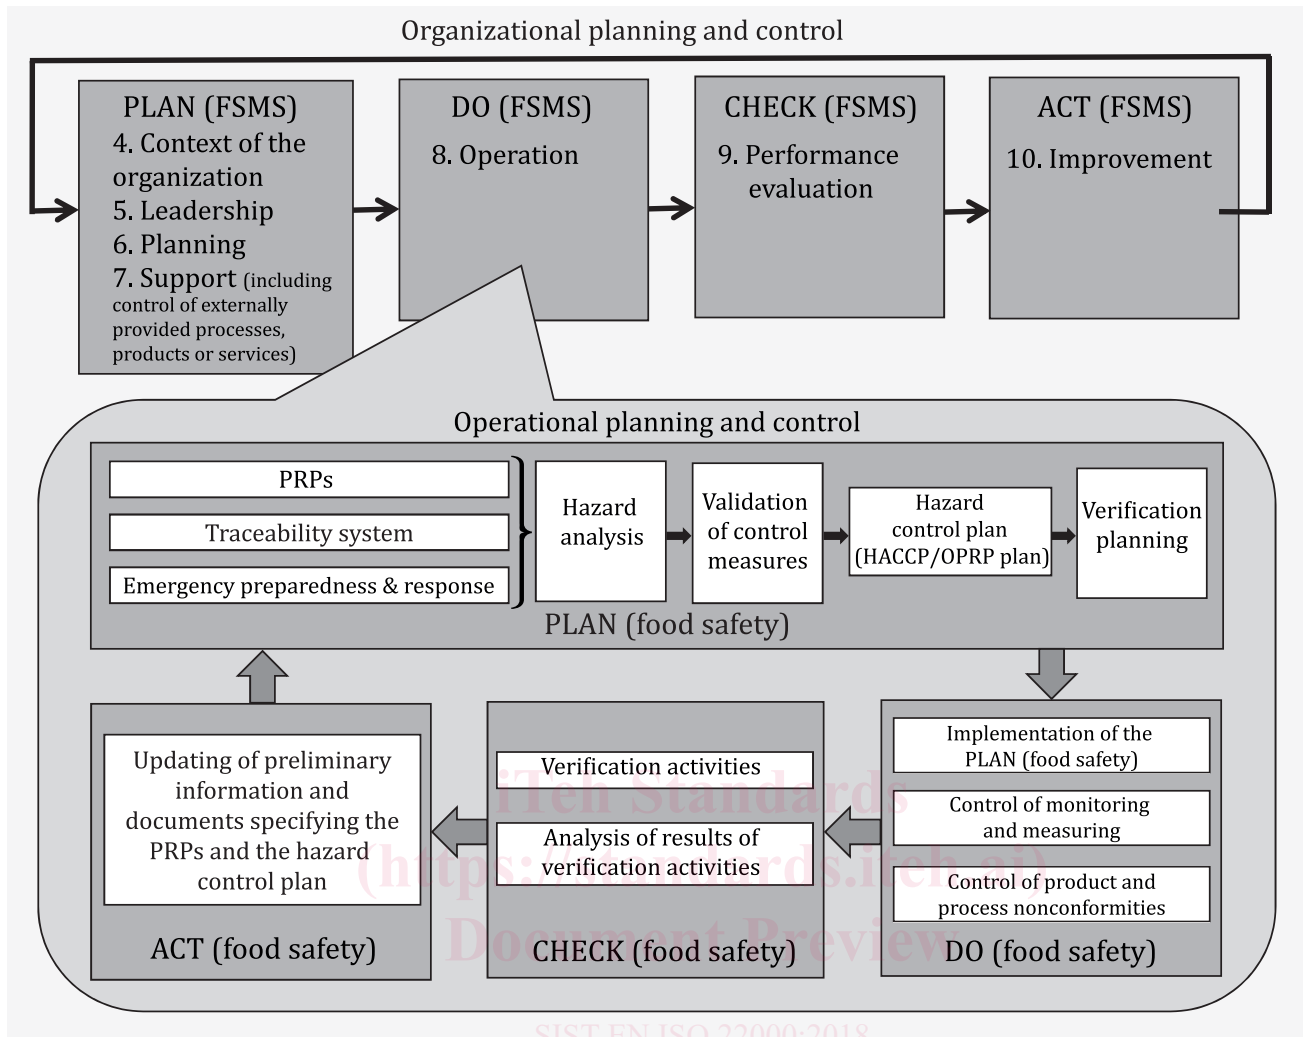 Organizational planning and control
PLAN (FSMS)
4. Context of the
organization
5. Leadership
6. Planning
7. Support (including
control of externally
provided processes,
products or services)
DO (FSMS)
8. Operation
CHECK (FSMS)
9. Performance
evaluation
ACT (FSMS)
10. Improvement
Operational planning and control
PRPs
Traceability system
Emergency preparedness & response
Hazard
analysis
Validation
of control
measures
Hazard
control plan
(HACCP/OPRP plan)
Verification
planning
PLAN (food safety)
Updating of preliminary
information and
documents specifying the
PRPs and the hazard
control plan
ACT (food safety)
Verification activities
Analysis of results of
verification activities
CHECK (food safety)
Implementation of the
PLAN (food safety)
Control of monitoring
and measuring
Control of product and
process nonconformities
DO (food safety)
iTeh Standards
(https://standards.iteh.ai)
Document Preview
SIST EN ISO 22000:2018